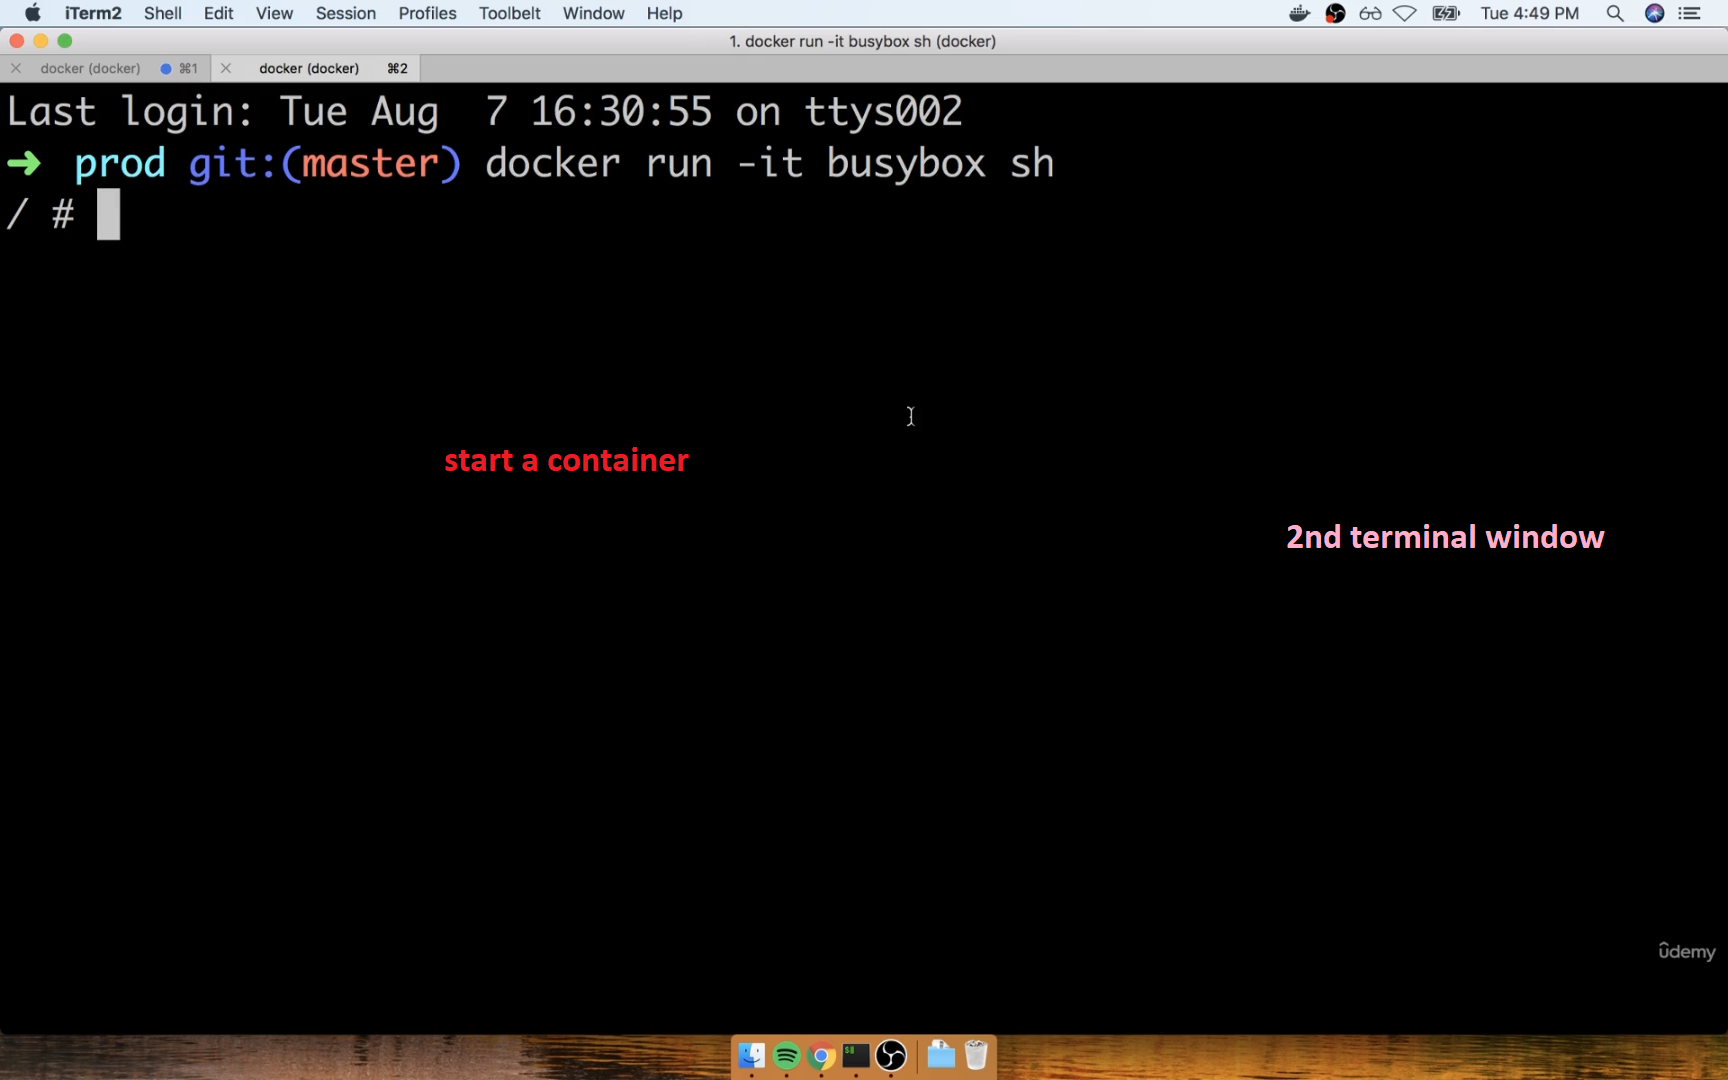 iTerm2 Shell Edit View Session Profiles Toolbelt Window Help Tue 4:49 PM
1. docker run -it busybox sh (docker)
docker (docker) ⌘1 docker (docker) ⌘2
Last login: Tue Aug  7 16:30:55 on ttys002
➜ prod git:(master) docker run -it busybox sh
/ #
start a container
2nd terminal window
ûdemy